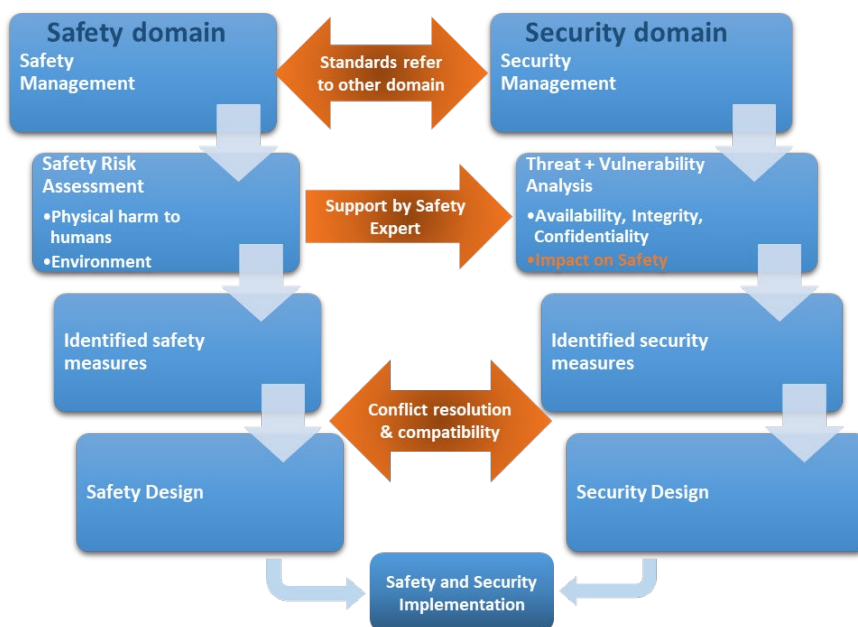 Safety domain
Safety
Management
Standards refer
to other domain
Security domain
Security
Management
Safety Risk
Assessment
•Physical harm to
humans
•Environment
Support by Safety
Expert
Threat + Vulnerability
Analysis
•Availability, Integrity,
Confidentiality
•Impact on Safety
Identified safety
measures
Identified security
measures
Conflict resolution
& compatibility
Safety Design
Security Design
Safety and Security
Implementation